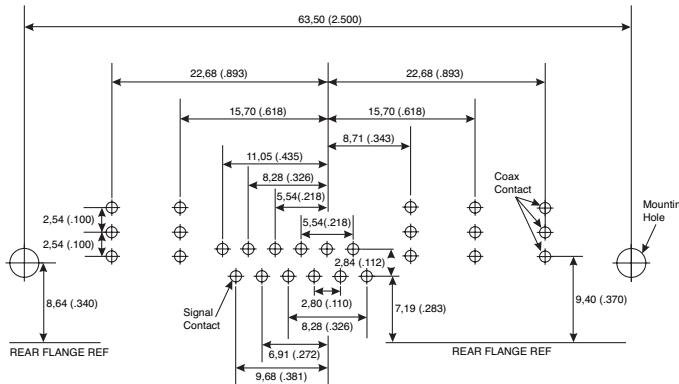 63,50 (2.500)
22,68 (.893)
22,68 (.893)
15,70 (.618)
15,70 (.618)
8,71 (.343)
11,05 (.435)
8,28 (.326)
5,54(.218)
5,54(.218)
Coax
Contact
Mountin
Hole
2,54 (.100)
2,54 (.100)
2,84 (.112)
8,64 (.340)
Signal
Contact
2,80 (.110)
7,19 (.283)
9,40 (.370)
8,28 (.326)
REAR FLANGE REF
REAR FLANGE REF
6,91 (.272)
9,68 (.381)